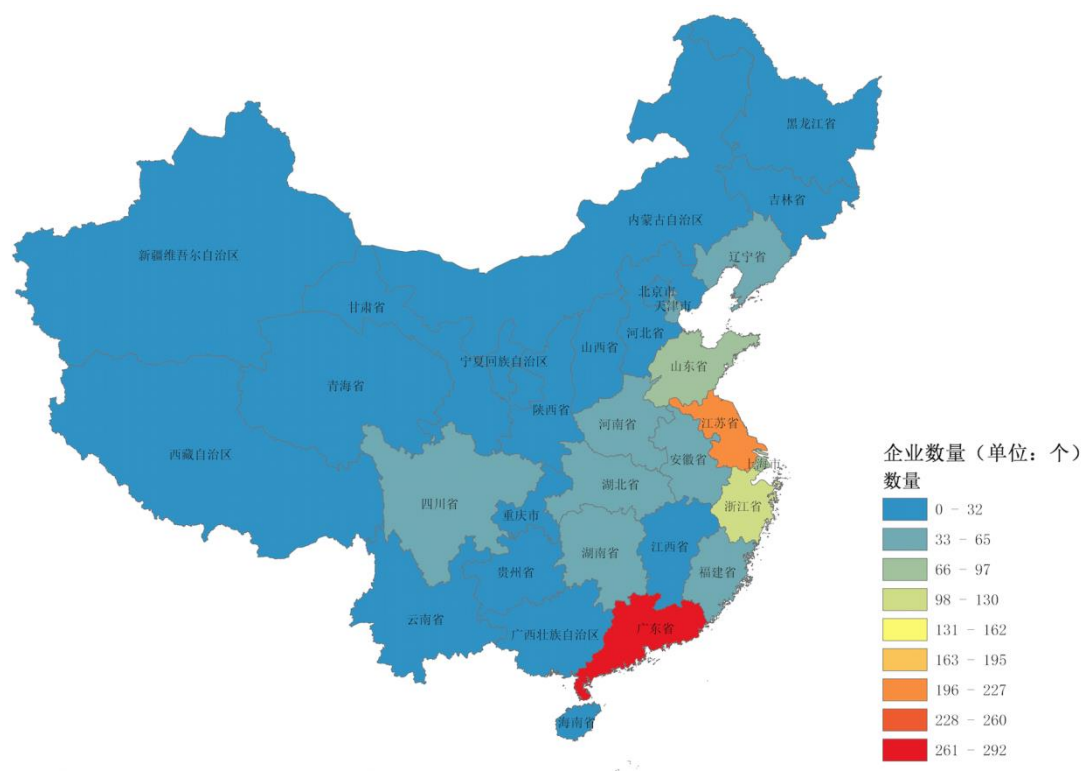 黑龙江省
吉林省
内蒙古自治区
辽宁省
新疆维吾尔自治区
北京市
天津市
甘肃省
河北省
山西省
宁夏回族自治区
山东省
青海省
陕西省
河南省
江苏省
西藏自治区
安徽省
上海市
四川省
湖北省
浙江省
重庆市
江西省
湖南省
贵州省
福建省
云南省
广西壮族自治区
广东省
海南省
企业数量（单位：个）
数量
0 - 32
33 - 65
66 - 97
98 - 130
131 - 162
163 - 195
196 - 227
228 - 260
261 - 292